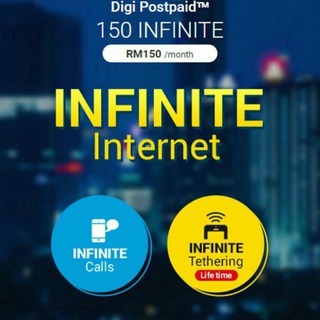 Digi Postpaid™
150 INFINITE
RM150 /month
INFINITE
Internet
INFINITE
Calls
INFINITE
Tethering
Life time